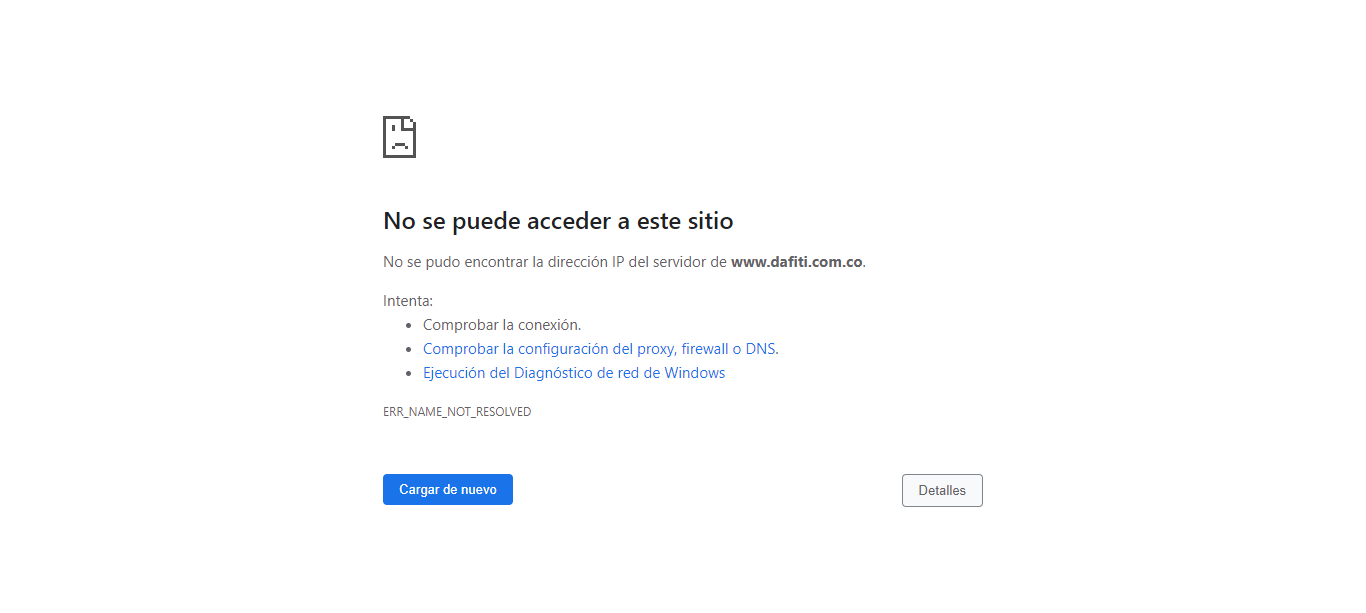 No se puede acceder a este sitio
No se pudo encontrar la dirección IP del servidor de www.dafiti.com.co.
Intenta:
• Comprobar la conexión.
• Comprobar la configuración del proxy, firewall o DNS.
• Ejecución del Diagnóstico de red de Windows
ERR_NAME_NOT_RESOLVED
Cargar de nuevo
Detalles